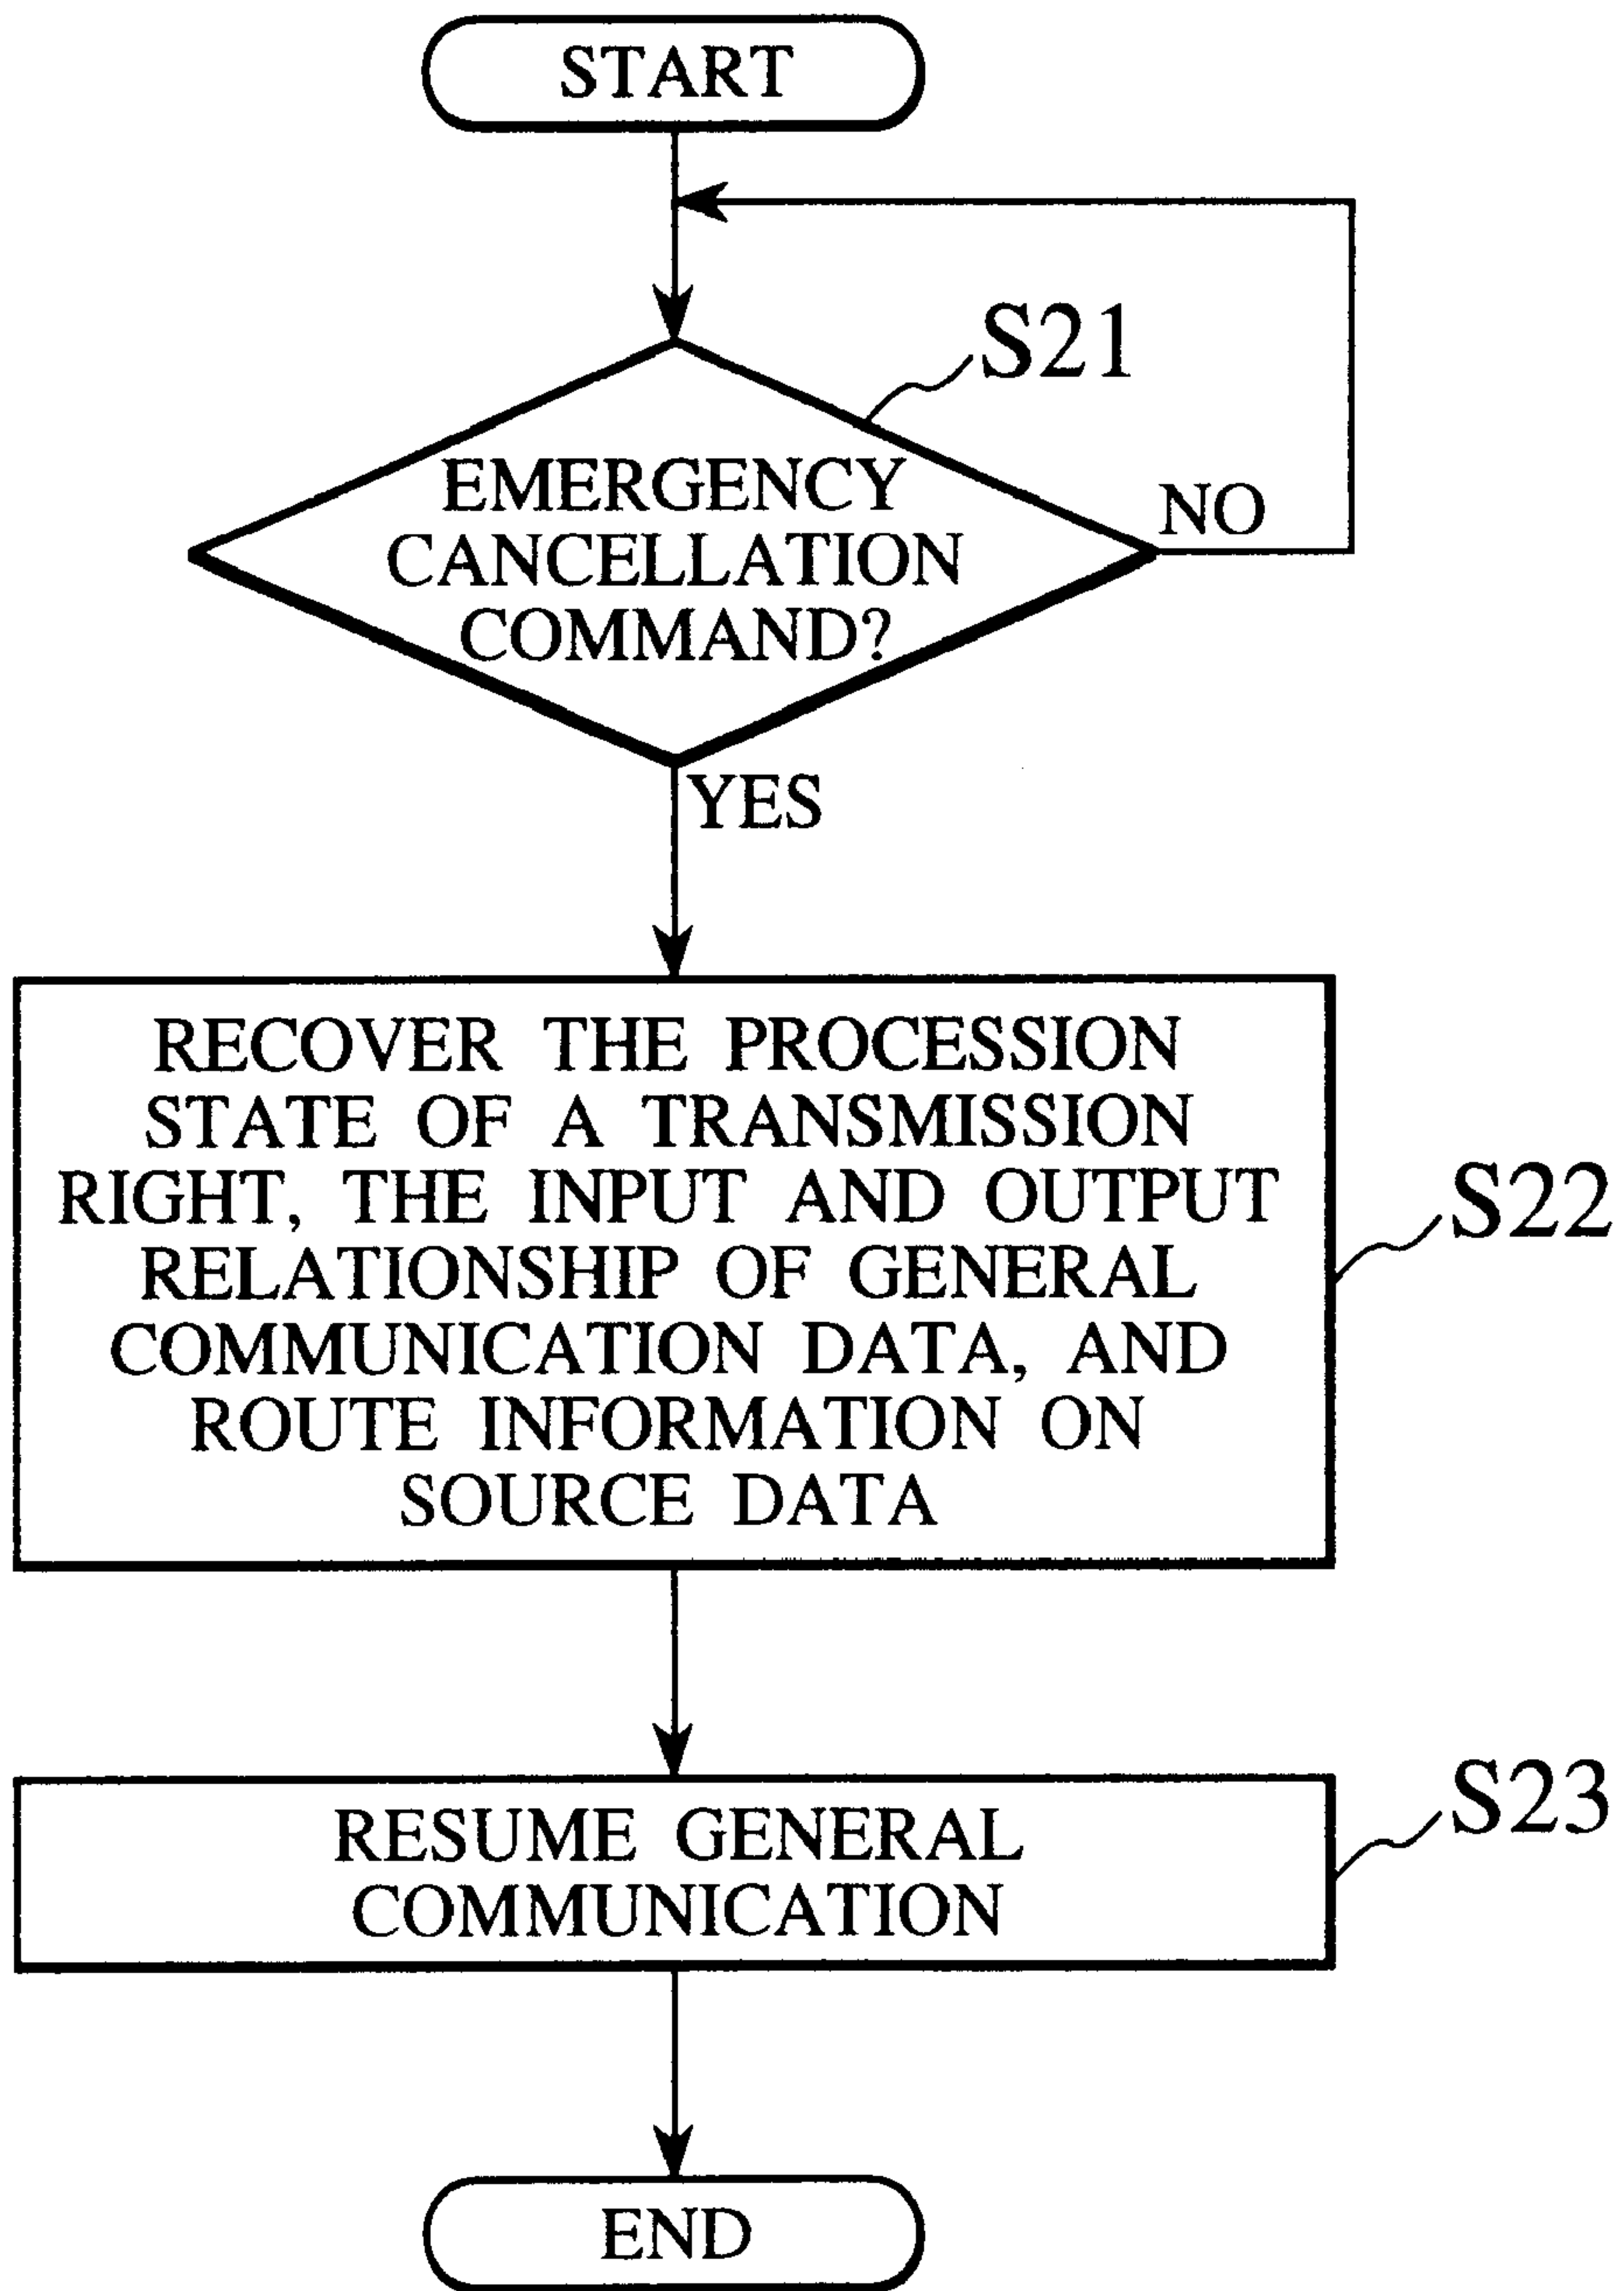 START
S21
EMERGENCY
CANCELLATION
COMMAND?
NO
YES
RECOVER THE PROCESSION
STATE OF A TRANSMISSION
RIGHT, THE INPUT AND OUTPUT
RELATIONSHIP OF GENERAL
COMMUNICATION DATA, AND
ROUTE INFORMATION ON
SOURCE DATA
S22
RESUME GENERAL
COMMUNICATION
S23
END